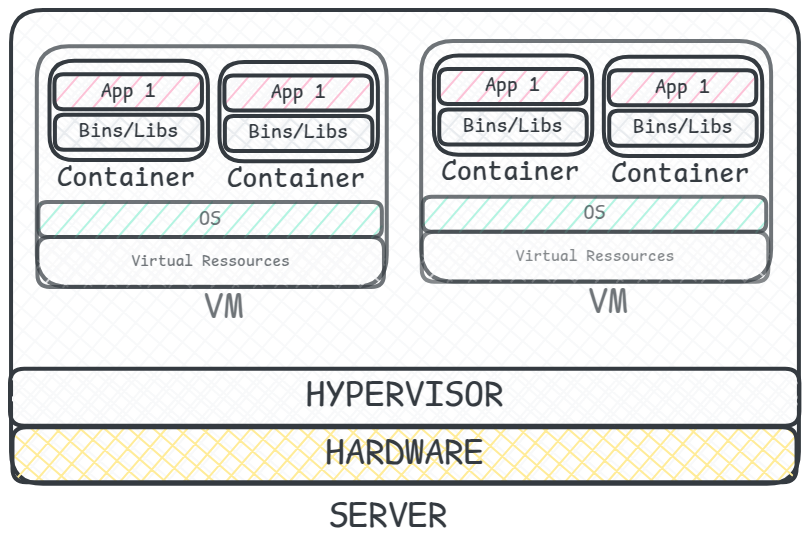 App 1
App 1
Bins/Libs
Bins/Libs
Container
Container
OS
Virtual Ressources
VM
App 1
App 1
Bins/Libs
Bins/Libs
Container
Container
OS
Virtual Ressources
VM
HYPERVISOR
HARDWARE
SERVER